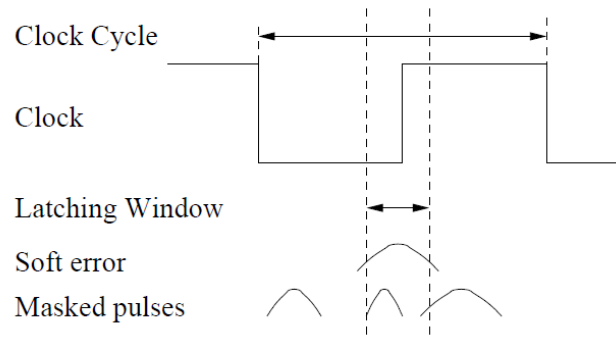 Clock Cycle
Clock
Latching Window
Soft error
Masked pulses